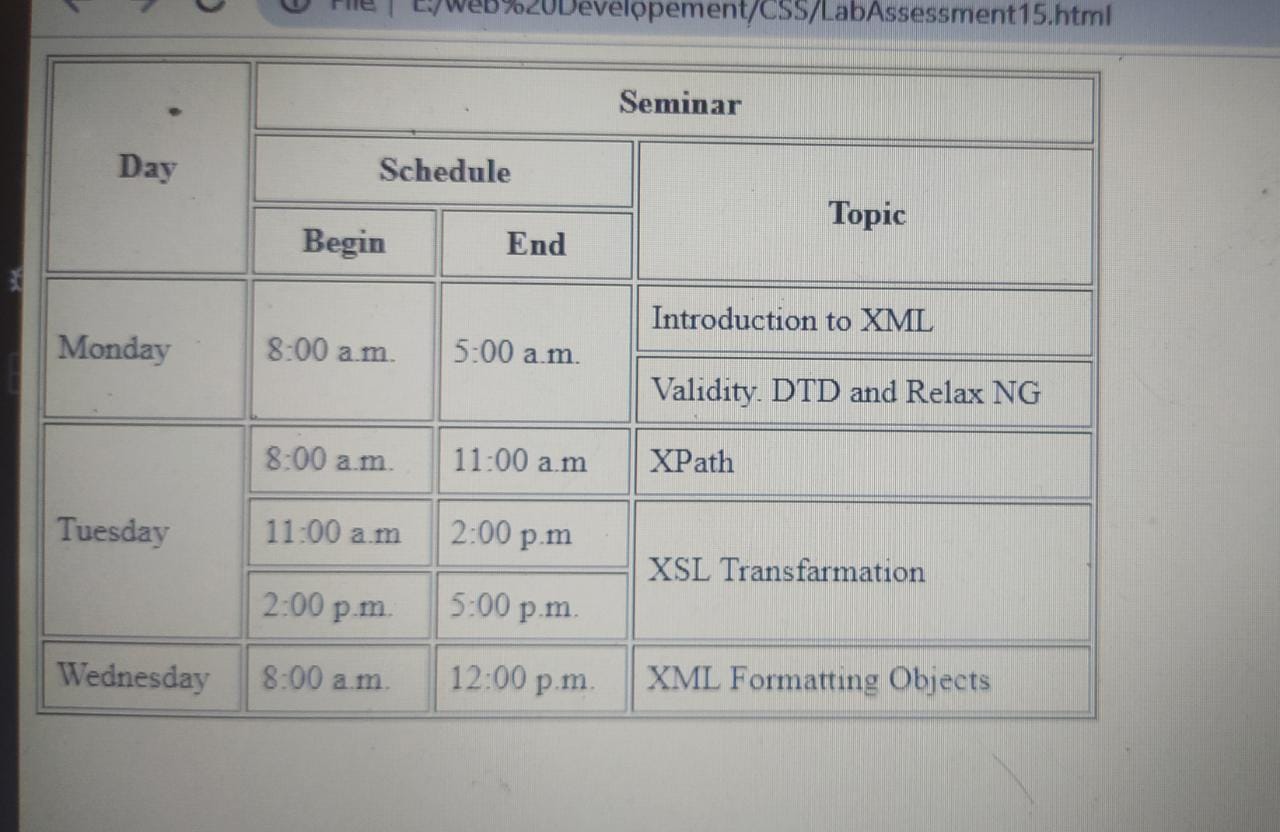 File | E:/Web%20Developement/CSS/LabAssessment15.html
Seminar
Day
Schedule
Topic
Begin
End
Monday
8:00 a.m.
5:00 a.m.
Introduction to XML
Validity. DTD and Relax NG
Tuesday
8:00 a.m.
11:00 a.m
XPath
11:00 a.m
2:00 p.m
XSL Transfarmation
2:00 p.m.
5:00 p.m.
Wednesday
8:00 a.m.
12:00 p.m.
XML Formatting Objects